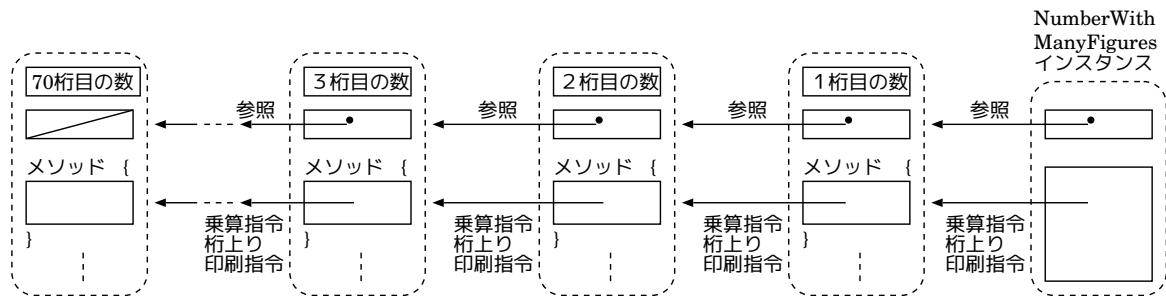 NumberWith
ManyFigures
インスタンス
70桁目の数
３桁目の数
２桁目の数
１桁目の数
参照
参照
参照
参照
メソッド {
メソッド {
メソッド {
メソッド {
乗算指令
桁上り
印刷指令
乗算指令
桁上り
印刷指令
乗算指令
桁上り
印刷指令
乗算指令
桁上り
印刷指令
}
}
}
}